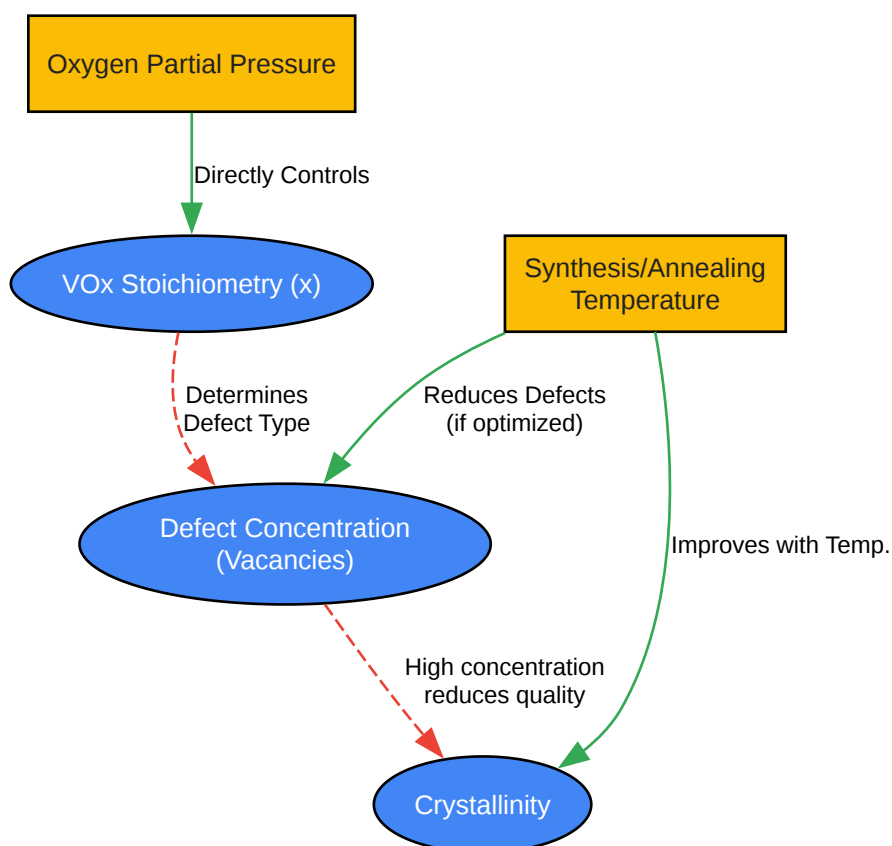 Oxygen Partial Pressure
Directly Controls
VOx Stoichiometry (x)
Synthesis/Annealing
Temperature
Determines
Defect Type
Reduces Defects
(if optimized)
Defect Concentration
(Vacancies)
Improves with Temp.
High concentration
reduces quality
Crystallinity